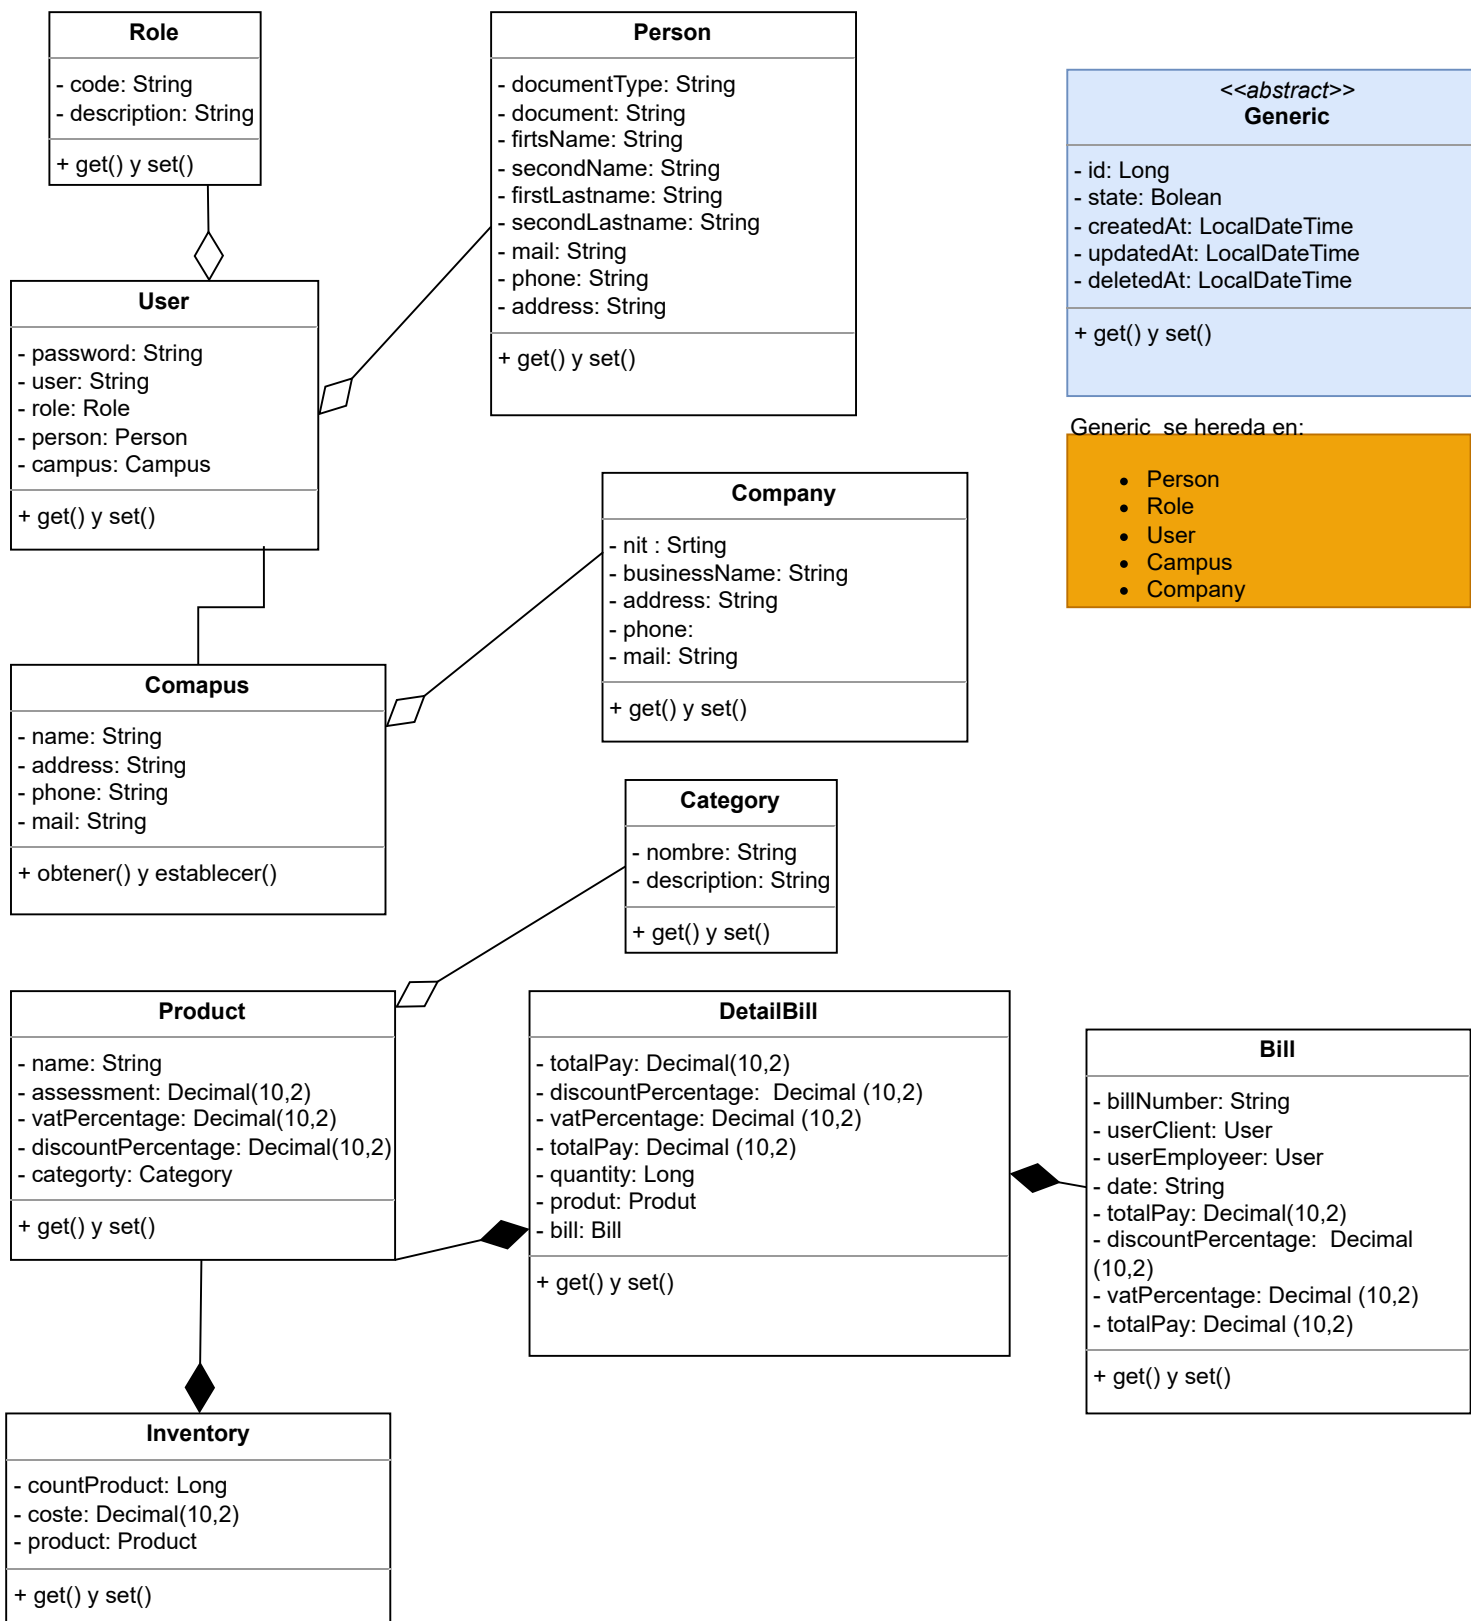 Role
- code: String
- description: String
+ get() y set()
Person
- documentType: String
- document: String
- firtsName: String
- secondName: String
- firstLastname: String
- secondLastname: String
- mail: String
- phone: String
- address: String
+ get() y set()
<<abstract>>
Generic
- id: Long
- state: Bolean
- createdAt: LocalDateTime
- updatedAt: LocalDateTime
- deletedAt: LocalDateTime
+ get() y set()
Generic  se hereda en:
• Person
• Role
• User
• Campus
• Company
User
- password: String
- user: String
- role: Role
- person: Person
- campus: Campus
+ get() y set()
Company
- nit : Srting
- businessName: String
- address: String
- phone:
- mail: String
+ get() y set()
Comapus
- name: String
- address: String
- phone: String
- mail: String
+ obtener() y establecer()
Category
- nombre: String
- description: String
+ get() y set()
Product
- name: String
- assessment: Decimal(10,2)
- vatPercentage: Decimal(10,2)
- discountPercentage: Decimal(10,2)
- categorty: Category
+ get() y set()
DetailBill
- totalPay: Decimal(10,2)
- discountPercentage:  Decimal (10,2)
- vatPercentage: Decimal (10,2)
- totalPay: Decimal (10,2)
- quantity: Long
- produt: Produt
- bill: Bill
+ get() y set()
Bill
- billNumber: String
- userClient: User
- userEmployeer: User
- date: String
- totalPay: Decimal(10,2)
- discountPercentage:  Decimal
(10,2)
- vatPercentage: Decimal (10,2)
- totalPay: Decimal (10,2)
+ get() y set()
Inventory
- countProduct: Long
- coste: Decimal(10,2)
- product: Product
+ get() y set()